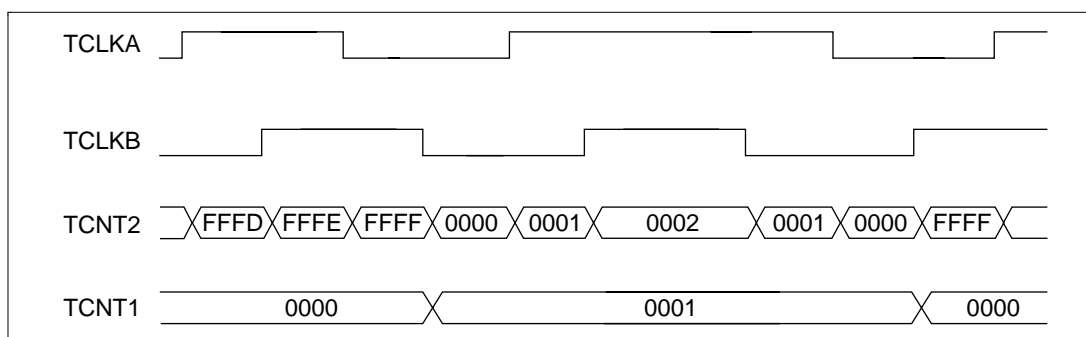 TCLKA
TCLKB
TCNT2 FFFD FFFE FFFF 0000 0001 0002 0001 0000 FFFF
TCNT1 0000 0001 0000